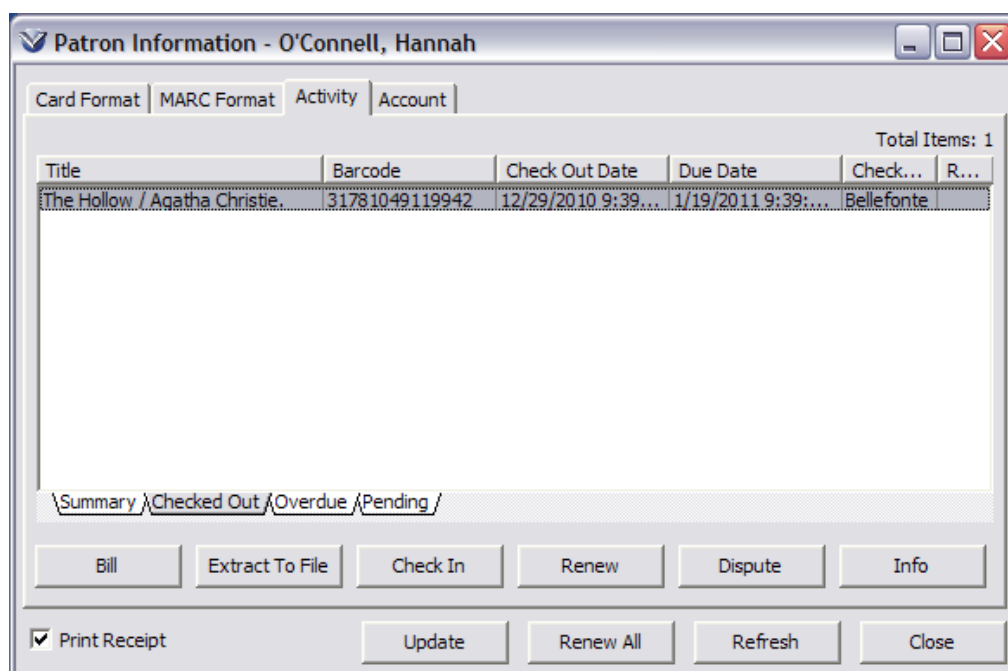 Patron Information - O'Connell, Hannah
Card Format MARC Format Activity Account
Total Items: 1
Title Barcode Check Out Date Due Date Check... R...
The Hollow / Agatha Christie. 31781049119942 12/29/2010 9:39... 1/19/2011 9:39:... Bellefonte
Summary Checked Out Overdue Pending
Bill Extract To File Check In Renew Dispute Info
Print Receipt Update Renew All Refresh Close